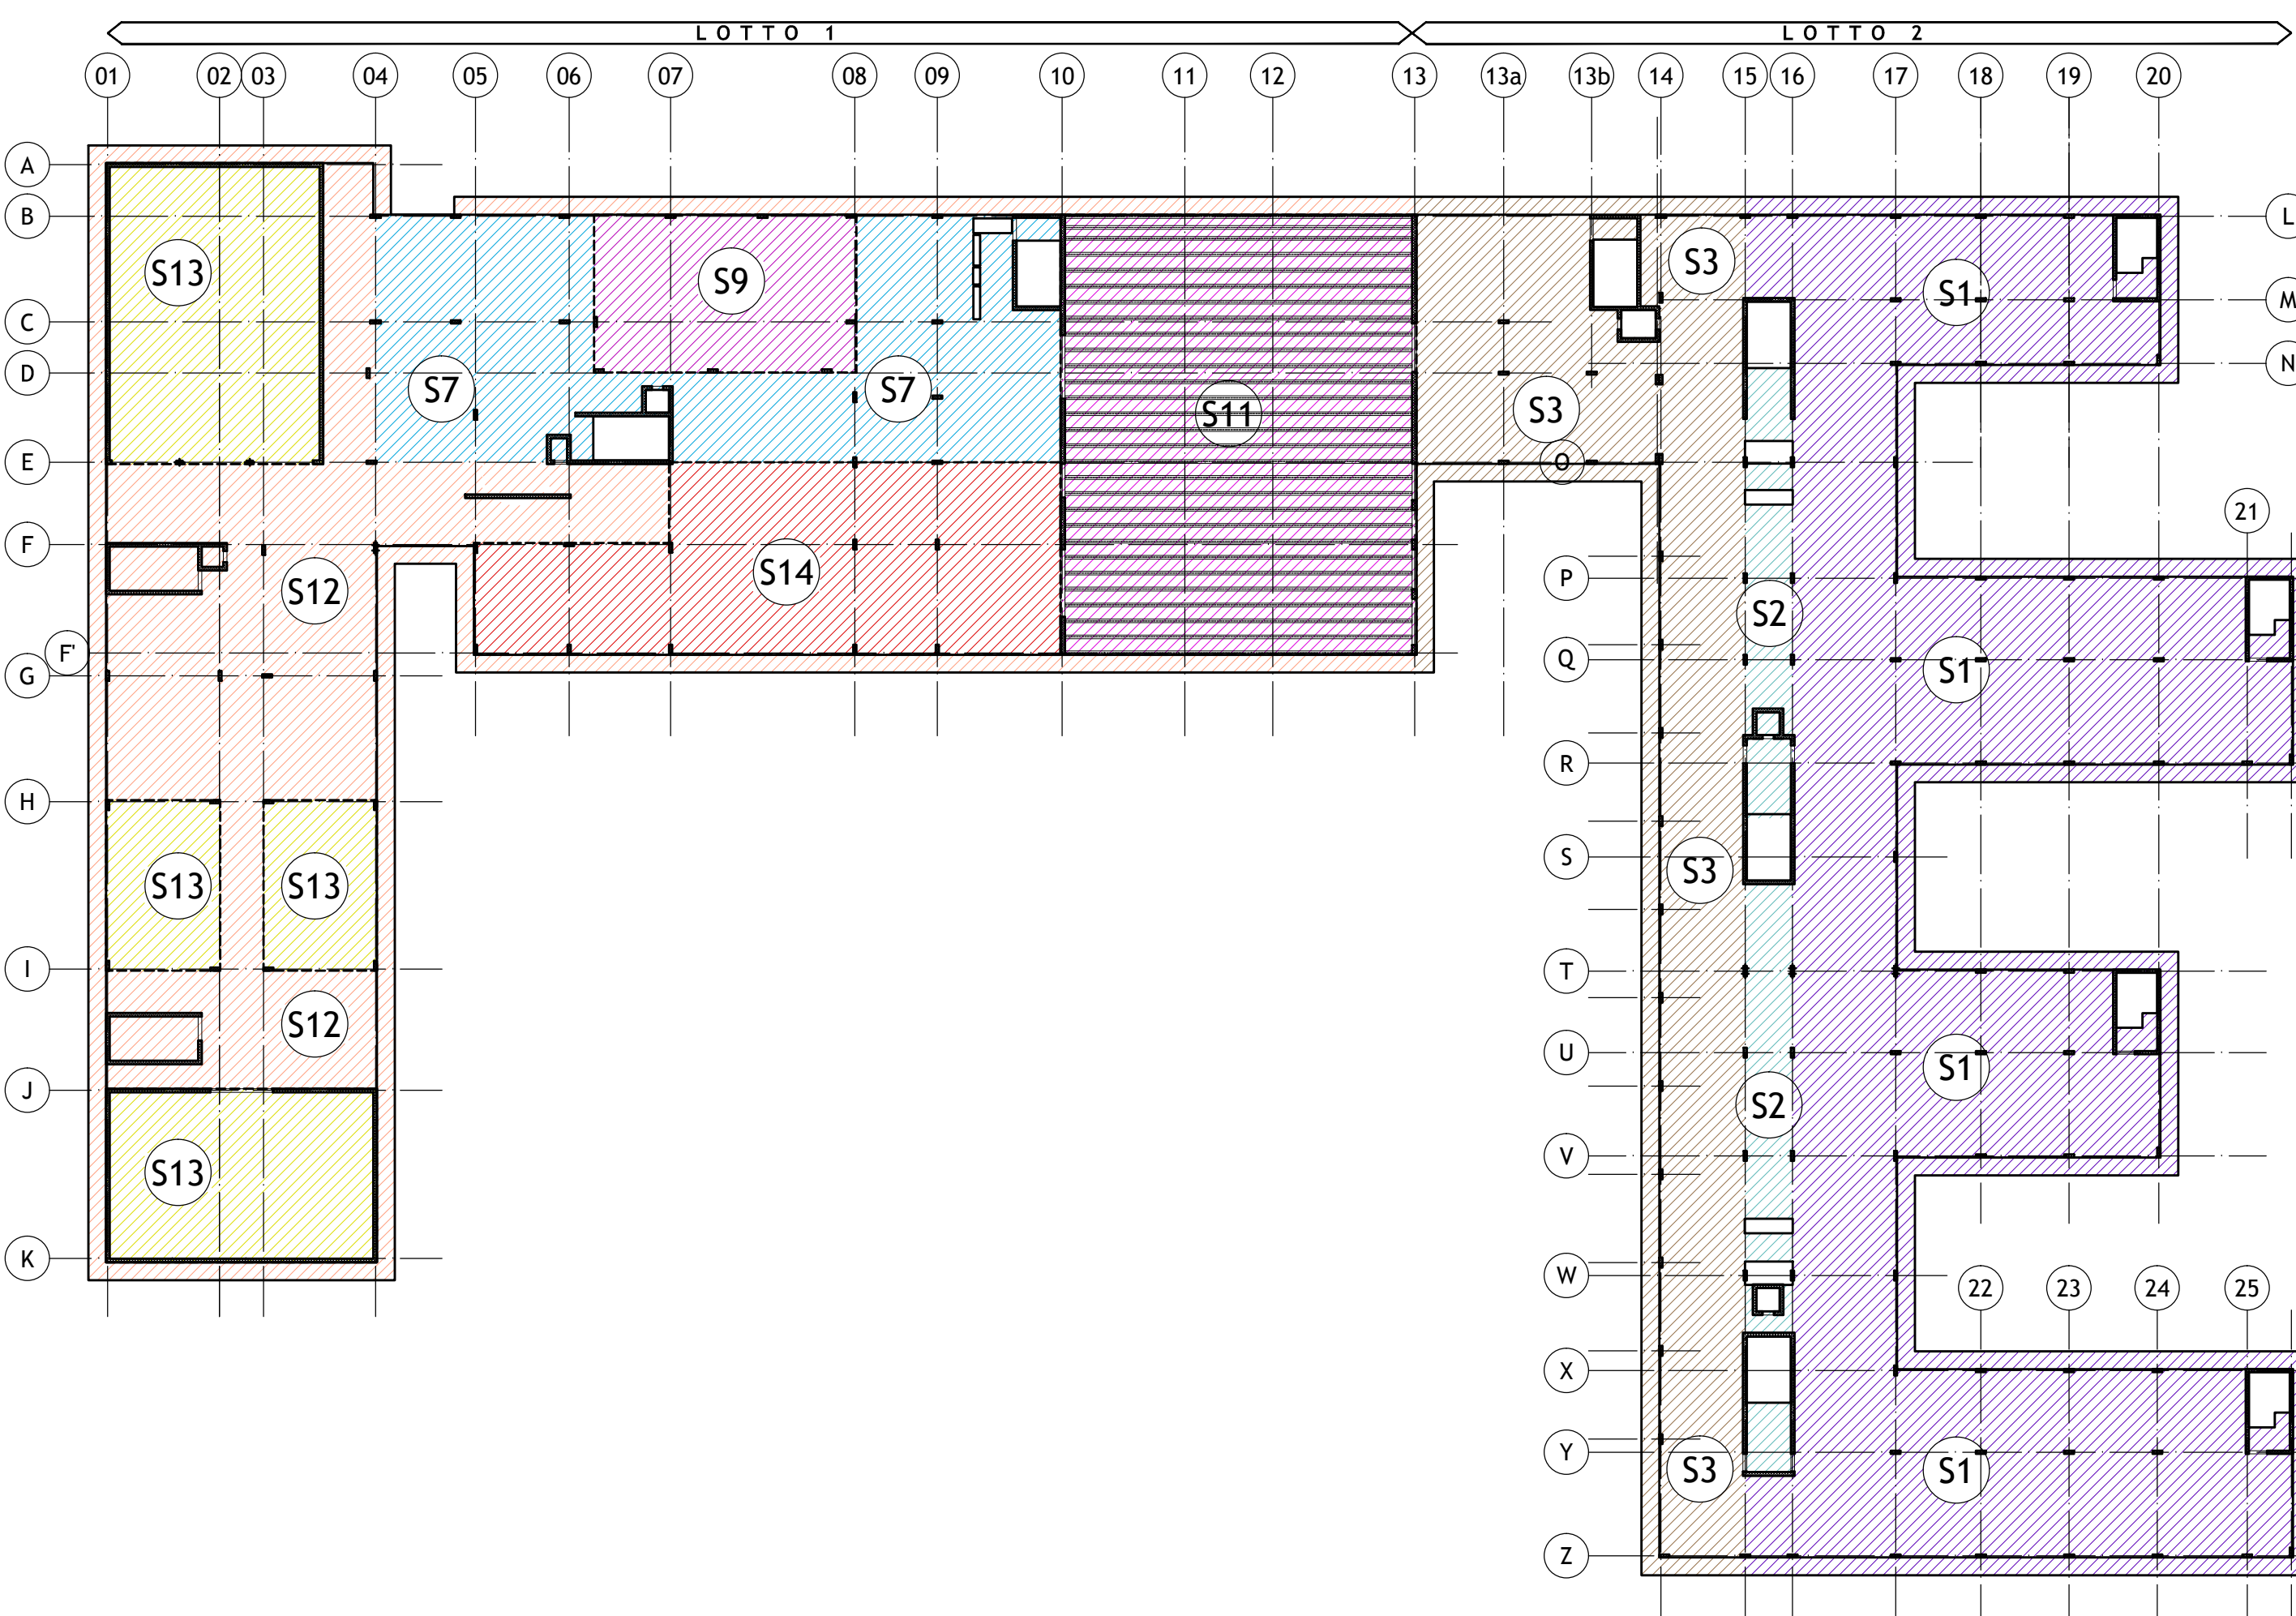 LOTTO 1 LOTTO 2
01 02 03 04 05 06 07 08 09 10 11 12 13 13a 13b 14 15 16 17 18 19 20
A
B L
S3
S13 S9
S1 M
C
N
D
S7 S7
S3
S11
E O
21
F
S14
P
S12
S2
F' Q
G S1
R
H
S
S3
S13 S13
I T
S12
U
S1
J
S2
V
S13
K
W
22 23 24 25
X
Y
S3 S1
Z